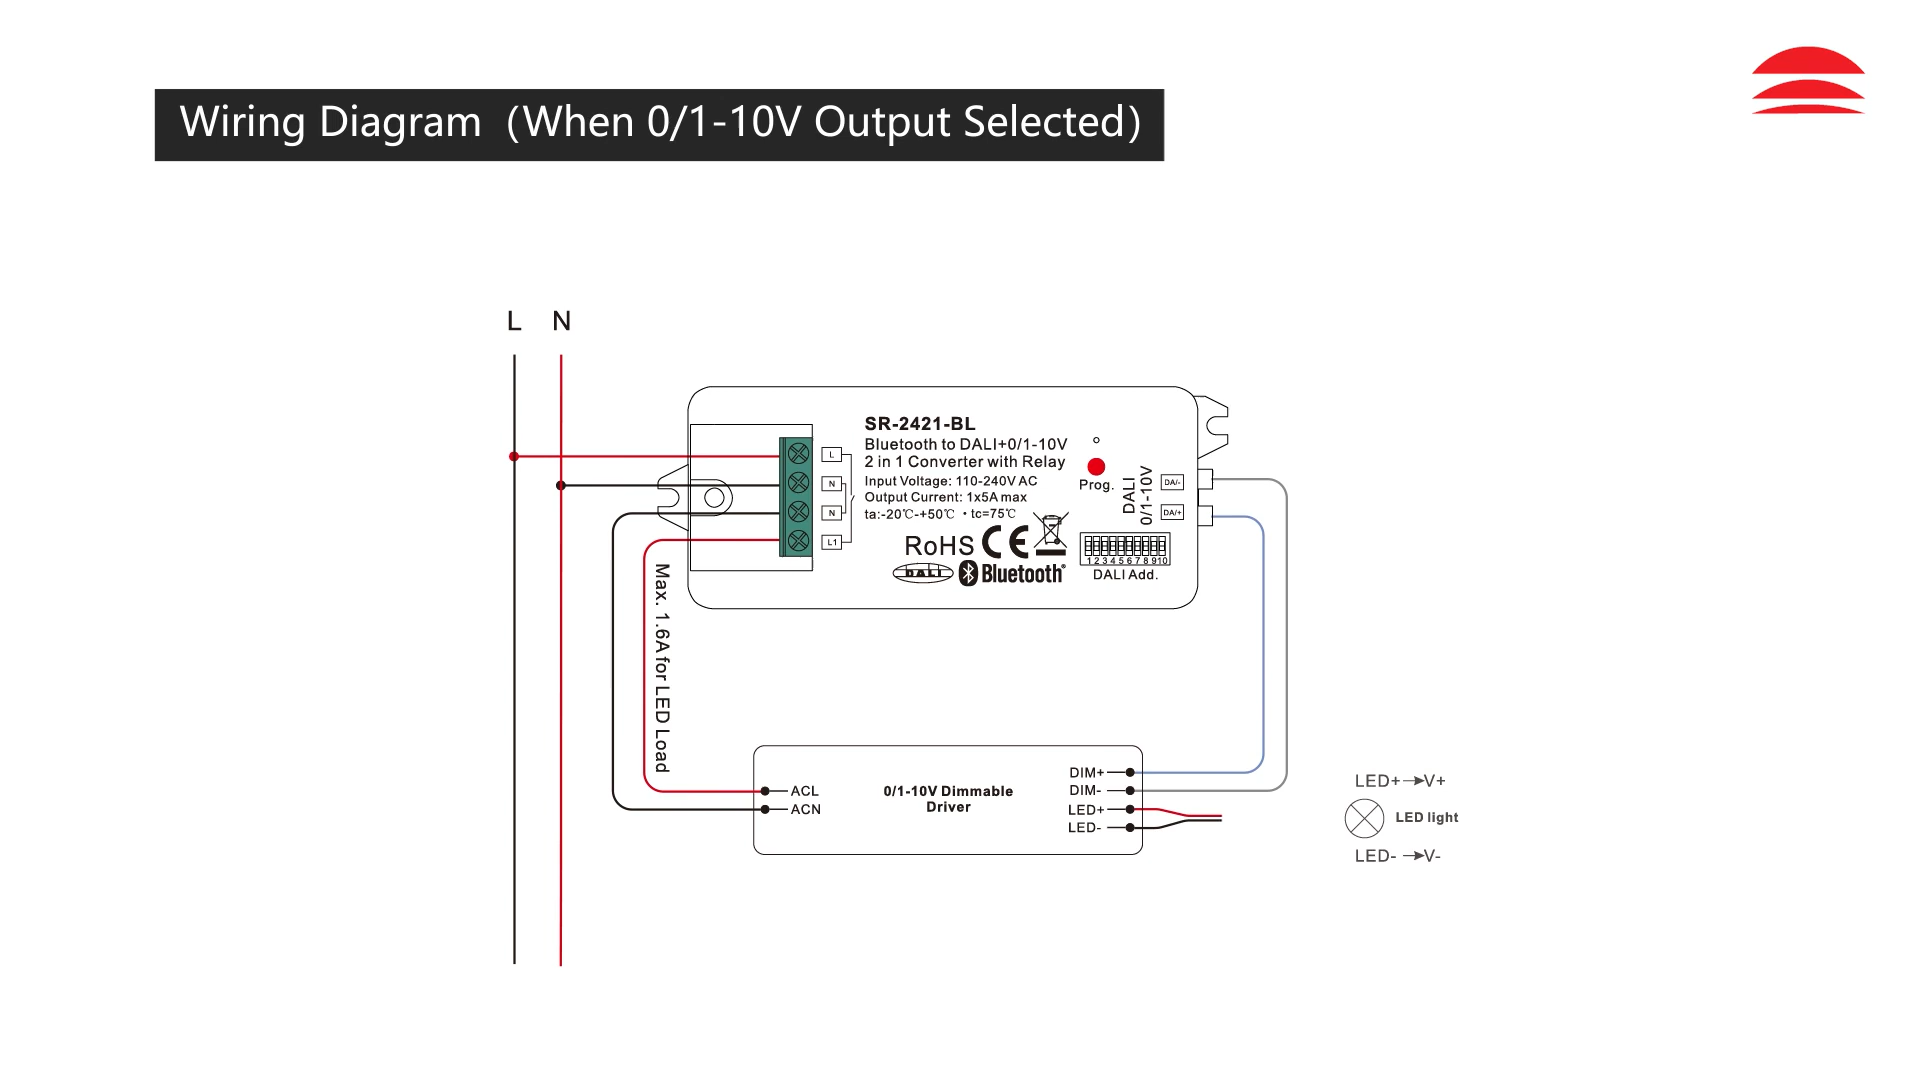 Wiring Diagram（When 0/1-10V Output Selected）
L N
SR-2421-BL
Bluetooth to DALI+0/1-10V
2 in 1 Converter with Relay
Input Voltage: 110-240V AC
Output Current: 1x5A max
ta:-20℃-+50℃ • tc=75℃
RoHS CE
DALI Bluetooth®
L
N
N
L1
Prog.
DALI
0/1-10V
DA/-
DA/+
1 2 3 4 5 6 7 8 9 10
DALI Add.
Max. 1.6A for LED Load
ACL
ACN
0/1-10V Dimmable
Driver
DIM+
DIM-
LED+
LED-
LED+→V+
LED light
LED-→V-